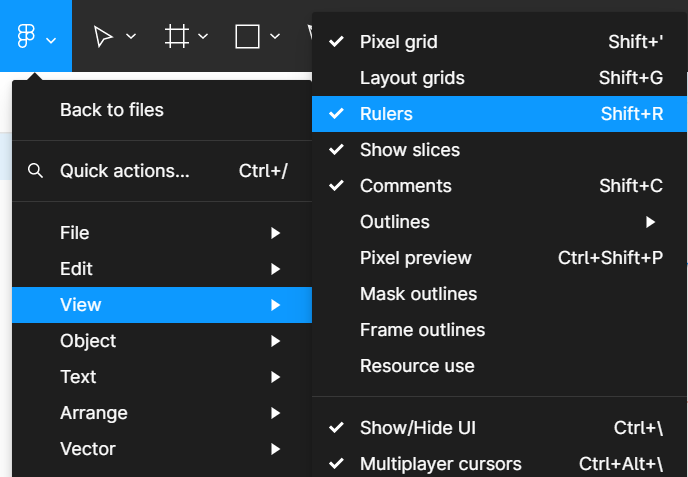 Back to files
Quick actions... Ctrl+/
File
Edit
View
Object
Text
Arrange
Vector
Pixel grid Shift+'
Layout grids Shift+G
Rulers Shift+R
Show slices
Comments Shift+C
Outlines
Pixel preview Ctrl+Shift+P
Mask outlines
Frame outlines
Resource use
Show/Hide UI Ctrl+\
Multiplayer cursors Ctrl+Alt+\